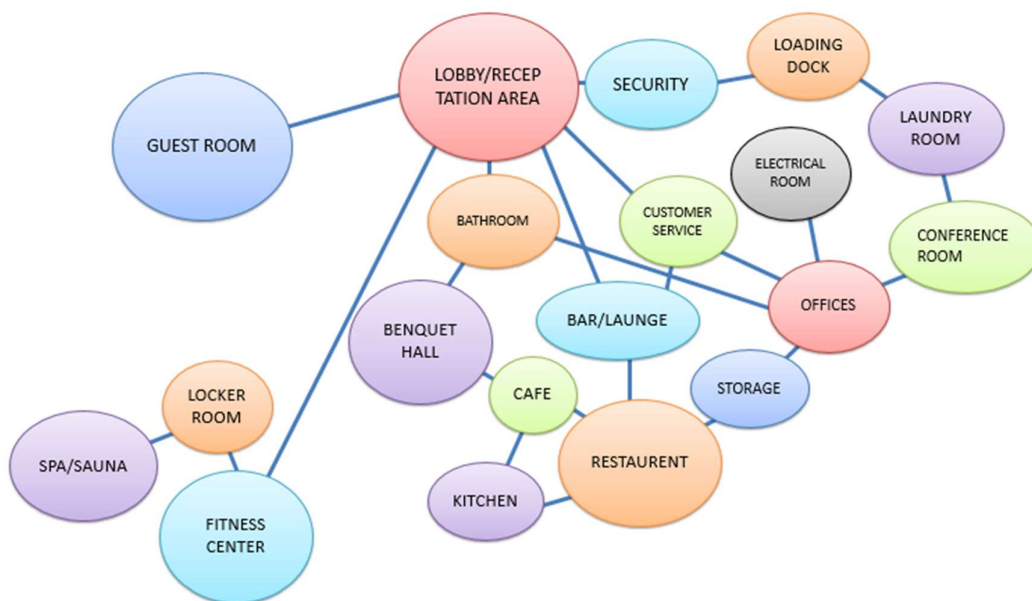 LOBBY/RECEP
TATION AREA
SECURITY
LOADING
DOCK
GUEST ROOM
LAUNDRY
ROOM
ELECTRICAL
ROOM
BATHROOM
CUSTOMER
SERVICE
CONFERENCE
ROOM
BENQUET
HALL
BAR/LAUNGE
OFFICES
LOCKER
ROOM
CAFE
STORAGE
SPA/SAUNA
RESTAURENT
KITCHEN
FITNESS
CENTER